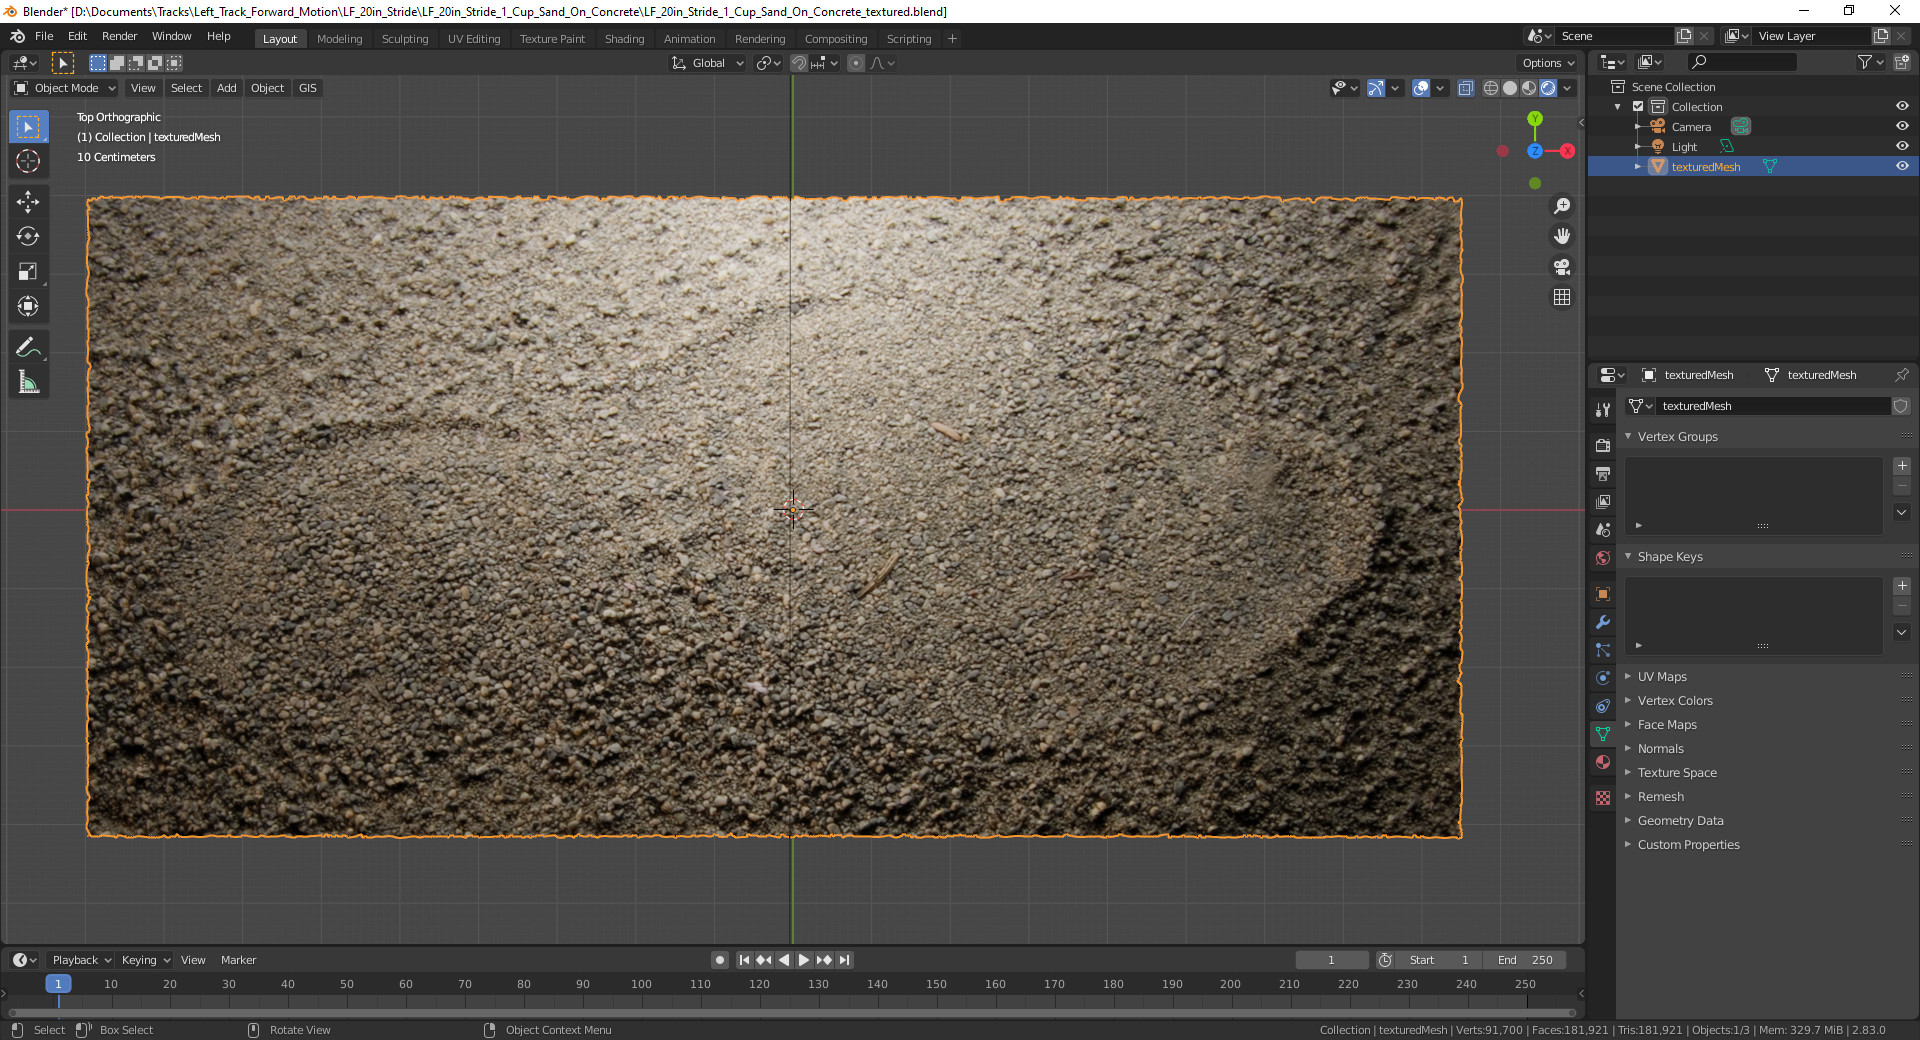 Blender* [D:\Documents\Tracks\Left_Track_Forward_Motion\LF_20in_Stride\LF_20in_Stride_1_Cup_Sand_On_Concrete\LF_20in_Stride_1_Cup_Sand_On_Concrete_textured.blend]
File Edit Render Window Help Layout Modeling Sculpting UV Editing Texture Paint Shading Animation Rendering Compositing Scripting + Scene View Layer
Global Options
Object Mode View Select Add Object GIS
Top Orthographic
(1) Collection | texturedMesh
10 Centimeters
Y
Z X
Scene Collection
Collection
Camera
Light
texturedMesh
texturedMesh texturedMesh
texturedMesh
Vertex Groups
Shape Keys
UV Maps
Vertex Colors
Face Maps
Normals
Texture Space
Remesh
Geometry Data
Custom Properties
Playback Keying View Marker 1 Start 1 End 250
1 10 20 30 40 50 60 70 80 90 100 110 120 130 140 150 160 170 180 190 200 210 220 230 240 250
Select Box Select Rotate View Object Context Menu Collection | texturedMesh | Verts:91,700 | Faces:181,921 | Tris:181,921 | Objects:1/3 | Mem: 329.7 MiB | 2.83.0